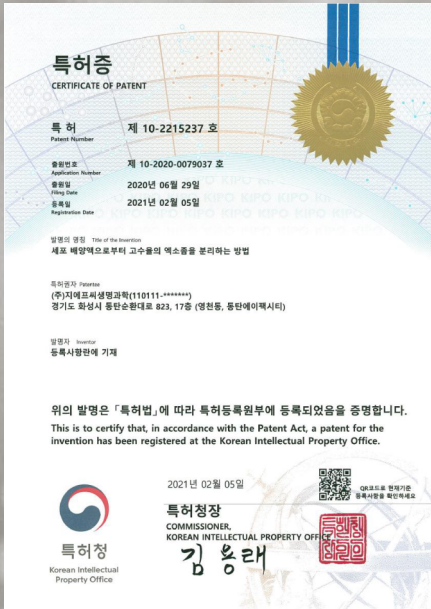 특허증
CERTIFICATE OF PATENT
특 허 제 10-2215237 호
Patent Number
출원번호 제 10-2020-0079037 호
Application Number
출원일 2020년 06월 29일
Filing Date
등록일 2021년 02월 05일
Registration Date
발명의 명칭 Title of the Invention
세포 배양액으로부터 고수율의 엑소좀을 분리하는 방법
특허권자 Patentee
(주)지에프씨생명과학(110111-*******)
경기도 화성시 동탄순환대로 823, 17층 (영천동, 동탄에이팩시티)
발명자 Inventor
등록사항란에 기재
위의 발명은 「특허법」에 따라 특허등록원부에 등록되었음을 증명합니다.
This is to certify that, in accordance with the Patent Act, a patent for the
invention has been registered at the Korean Intellectual Property Office.
2021년 02월 05일
QR코드로 현재기준
등록사항을 확인하세요
특허청장
COMMISSIONER,
KOREAN INTELLECTUAL PROPERTY OFFICE
김용래
특허청
Korean Intellectual
Property Office